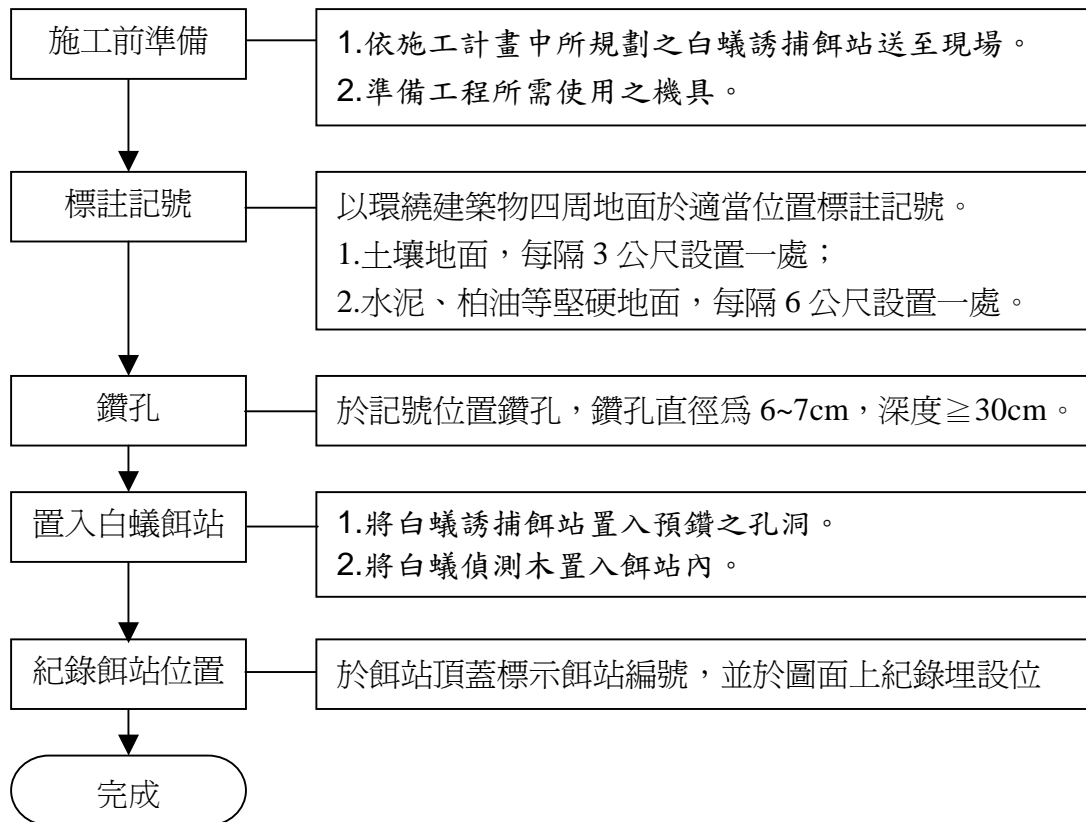 施工前準備
1.依施工計畫中所規劃之白蟻誘捕餌站送至現場。
2.準備工程所需使用之機具。
標註記號
以環繞建築物四周地面於適當位置標註記號。
1.土壤地面，每隔 3 公尺設置一處；
2.水泥、柏油等堅硬地面，每隔 6 公尺設置一處。
鑽孔
於記號位置鑽孔，鑽孔直徑為 6~7cm，深度≧30cm。
置入白蟻餌站
1.將白蟻誘捕餌站置入預鑽之孔洞。
2.將白蟻偵測木置入餌站內。
紀錄餌站位置
於餌站頂蓋標示餌站編號，並於圖面上紀錄埋設位
完成